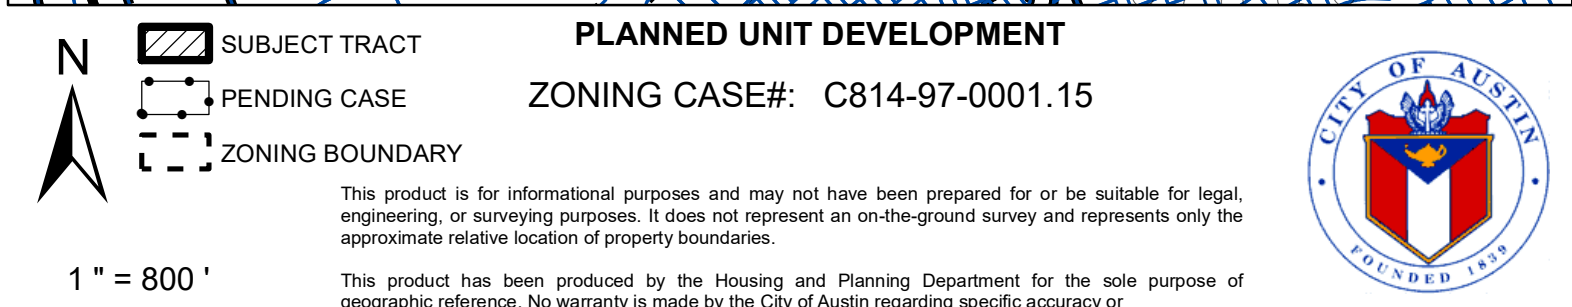 N
SUBJECT TRACT
PENDING CASE
ZONING BOUNDARY
1 " = 800 '
PLANNED UNIT DEVELOPMENT
ZONING CASE#: C814-97-0001.15
This product is for informational purposes and may not have been prepared for or be suitable for legal,
engineering, or surveying purposes. It does not represent an on-the-ground survey and represents only the
approximate relative location of property boundaries.
This product has been produced by the Housing and Planning Department for the sole purpose of
geographic reference. No warranty is made by the City of Austin regarding specific accuracy or
CITY OF AUSTIN
FOUNDED 1839